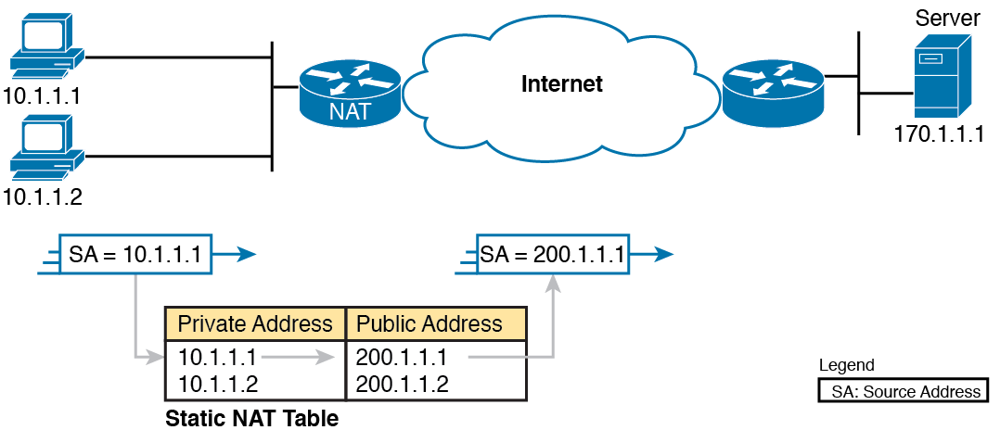 Server
10.1.1.1
NAT
Internet
170.1.1.1
10.1.1.2
SA = 10.1.1.1
SA = 200.1.1.1
Private Address Public Address
10.1.1.1 200.1.1.1
10.1.1.2 200.1.1.2
Static NAT Table
Legend
SA: Source Address